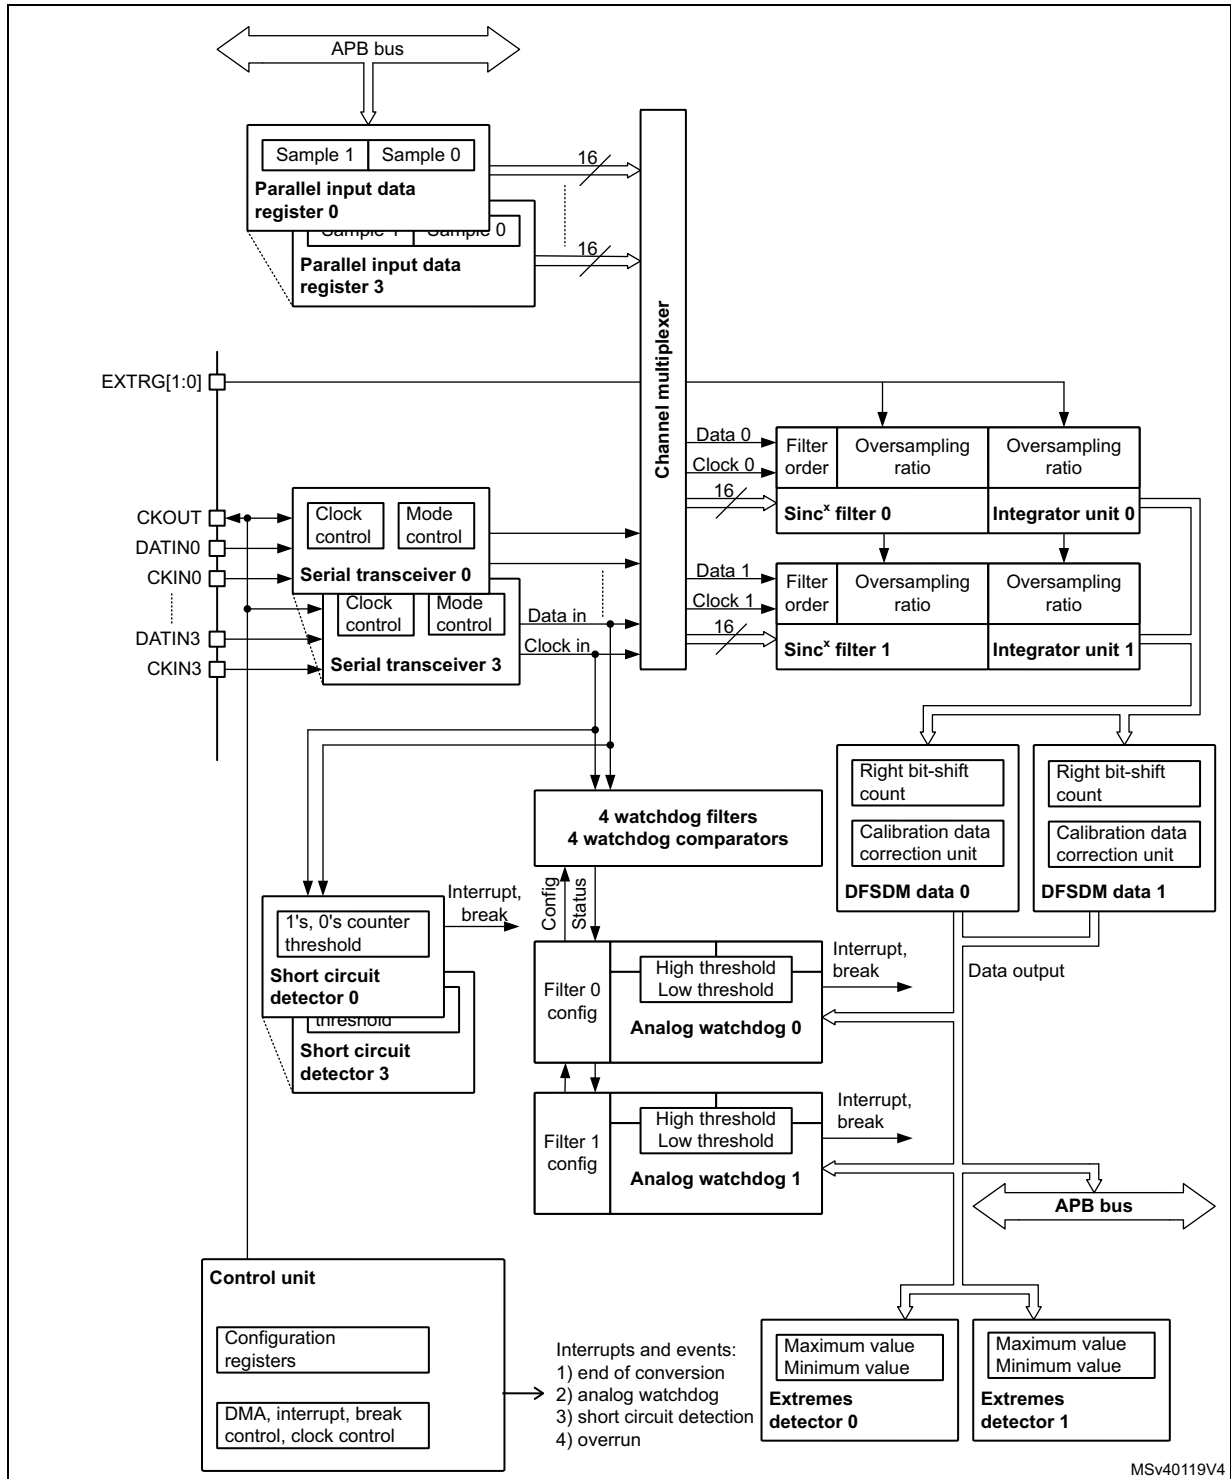 APB bus
Sample 1
Sample 0
Parallel input data
register 0
Sample 1
Sample 0
Parallel input data
register 3
16
16
Channel multiplexer
EXTRG[1:0]
CKOUT
DATIN0
CKIN0
DATIN3
CKIN3
Clock
control
Mode
control
Serial transceiver 0
Clock
control
Mode
control
Serial transceiver 3
Data in
Clock in
Data 0
Clock 0
16
Filter
order
Oversampling
ratio
Oversampling
ratio
Sincˣ filter 0
Integrator unit 0
Data 1
Clock 1
16
Filter
order
Oversampling
ratio
Oversampling
ratio
Sincˣ filter 1
Integrator unit 1
Right bit-shift
count
Calibration data
correction unit
DFSDM data 0
Right bit-shift
count
Calibration data
correction unit
DFSDM data 1
4 watchdog filters
4 watchdog comparators
Config
Status
1's, 0's counter
threshold
Short circuit
detector 0
Interrupt,
break
threshold
Short circuit
detector 3
Filter 0
config
High threshold
Low threshold
Analog watchdog 0
Interrupt,
break
Data output
Filter 1
config
High threshold
Low threshold
Analog watchdog 1
Interrupt,
break
APB bus
Control unit
Configuration
registers
DMA, interrupt, break
control, clock control
Interrupts and events:
1) end of conversion
2) analog watchdog
3) short circuit detection
4) overrun
Maximum value
Minimum value
Extremes
detector 0
Maximum value
Minimum value
Extremes
detector 1
MSv40119V4